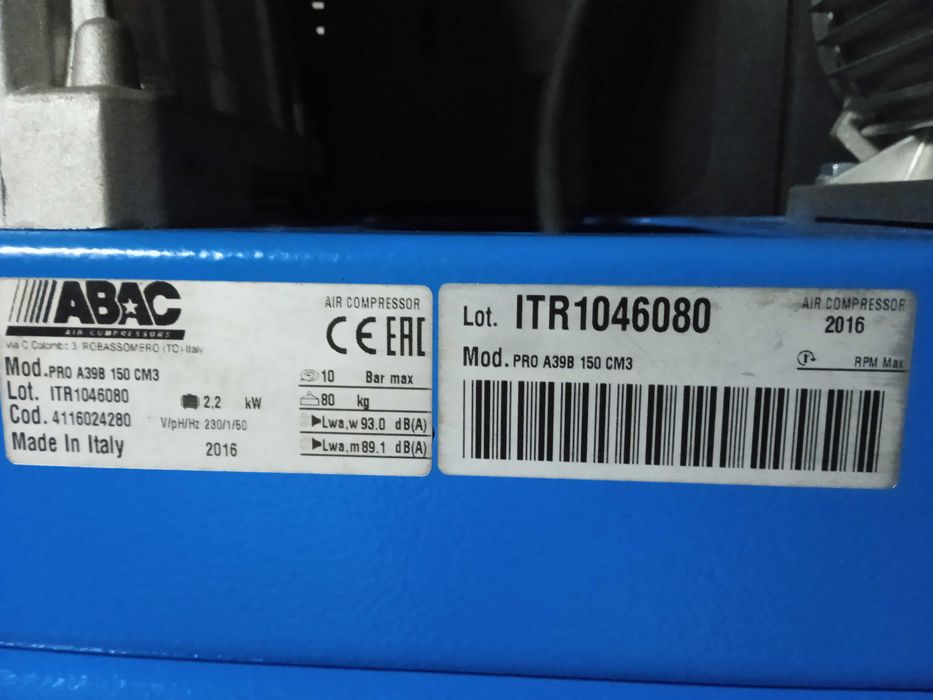 ABAC
AIR COMPRESSORS
AIR COMPRESSOR
CE EAC
via C Colombo 3 ROBASSOMERO (TO) Italy
Mod. PRO A39B 150 CM3
Lot. ITR1046080
Cod. 4116024280
Made In Italy
2,2 kW
V/pH/Hz 230/1/50
2016
10 Bar max
80 kg
Lwa,w 93.0 dB(A)
Lwa,m 89.1 dB(A)
Lot. ITR1046080
AIR COMPRESSOR
2016
Mod. PRO A39B 150 CM3
RPM Max